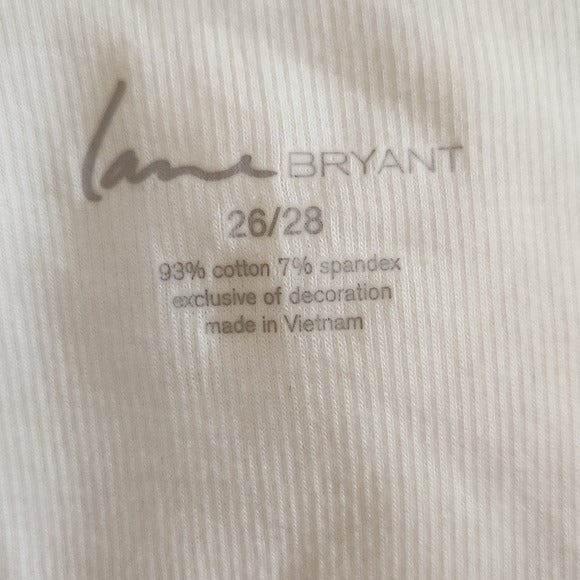 lane BRYANT
26/28
93% cotton 7% spandex
exclusive of decoration
made in Vietnam